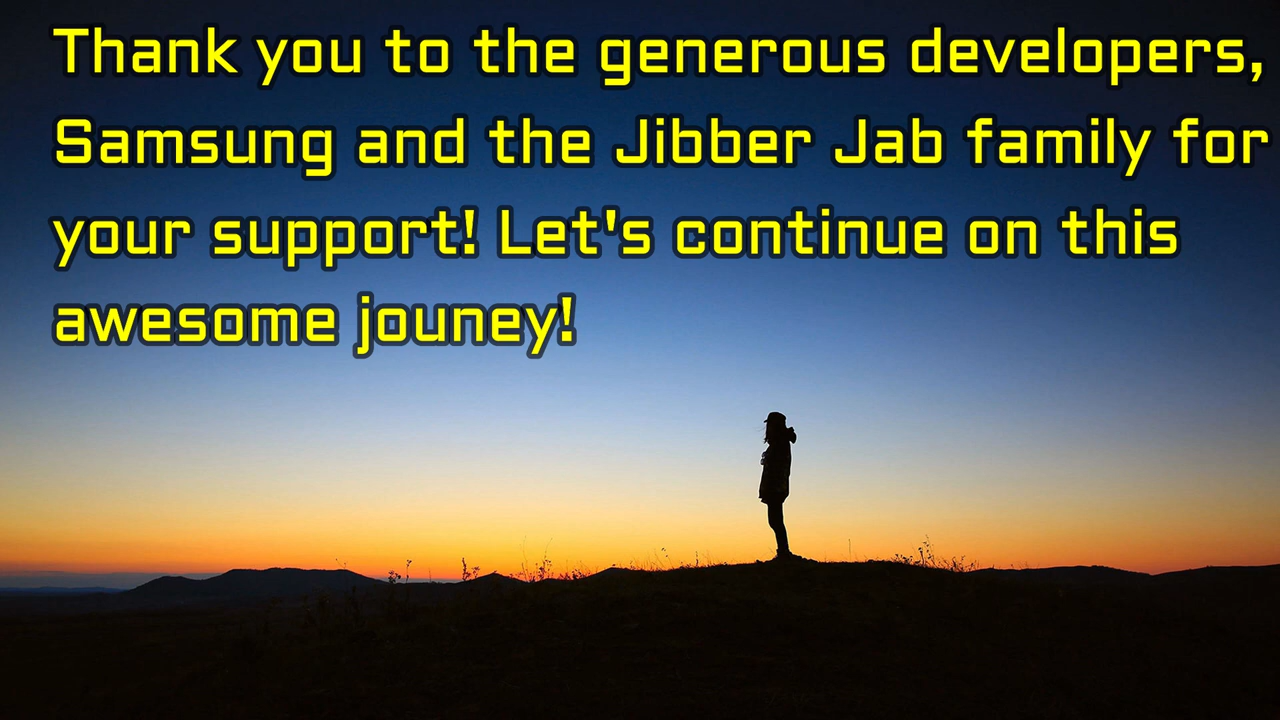 Thank you to the generous developers,
Samsung and the Jibber Jab family for
your support! Let's continue on this
awesome jouney!